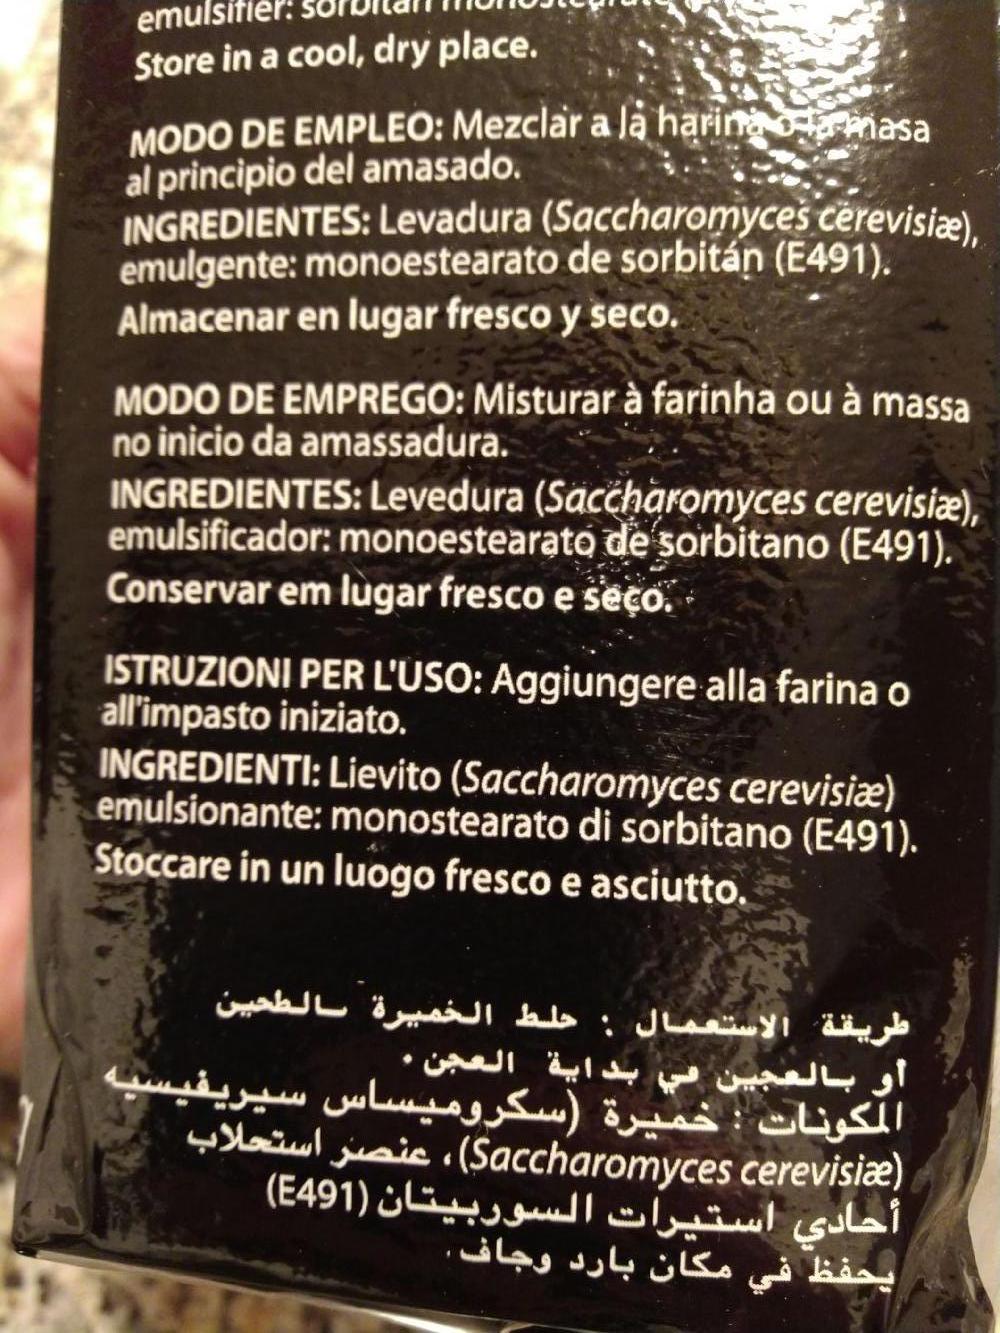 emulsifier: sorbitan monostearate
Store in a cool, dry place.
MODO DE EMPLEO: Mezclar a la harina o la masa
al principio del amasado.
INGREDIENTES: Levadura (Saccharomyces cerevisiæ),
emulgente: monoestearato de sorbitán (E491).
Almacenar en lugar fresco y seco.
MODO DE EMPREGO: Misturar à farinha ou à massa
no inicio da amassadura.
INGREDIENTES: Levedura (Saccharomyces cerevisiæ),
emulsificador: monoestearato de sorbitano (E491).
Conservar em lugar fresco e seco.
ISTRUZIONI PER L'USO: Aggiungere alla farina o
all'impasto iniziato.
INGREDIENTI: Lievito (Saccharomyces cerevisiæ)
emulsionante: monostearato di sorbitano (E491).
Stoccare in un luogo fresco e asciutto.
طريقة الاستعمال : خلط الخميرة بالطحين
أو بالعجين في بداية العجن .
المكونات : خميرة (سكروميساس سيريفيسيه
(Saccharomyces cerevisiæ)، عنصر استحلاب
أحادي استيرات السوربيتان (E491)
يحفظ في مكان بارد وجاف .